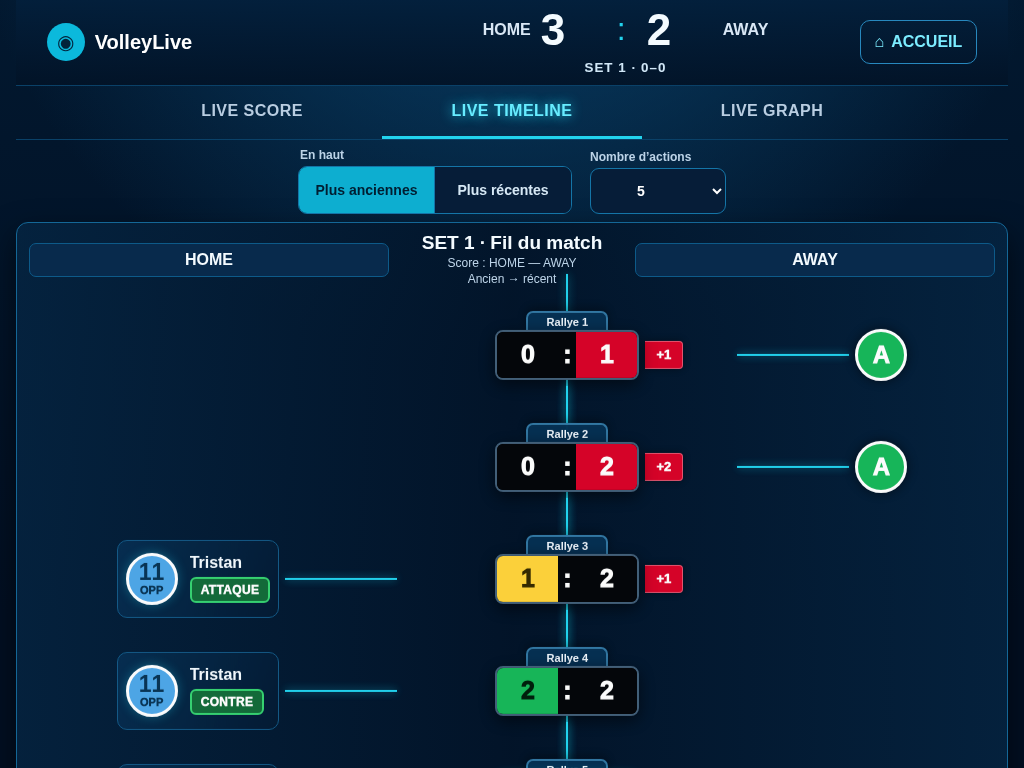 VolleyLive
HOME 3 : 2 AWAY
SET 1 · 0–0
⌂ ACCUEIL
LIVE SCORE
LIVE TIMELINE
LIVE GRAPH
En haut
Plus anciennes
Plus récentes
Nombre d'actions
5
HOME
SET 1 · Fil du match
AWAY
Score : HOME — AWAY
Ancien → récent
Rallye 1
0 : 1 +1 A
Rallye 2
0 : 2 +2 A
Rallye 3
11 OPP Tristan ATTAQUE
1 : 2 +1
Rallye 4
11 OPP Tristan CONTRE
2 : 2